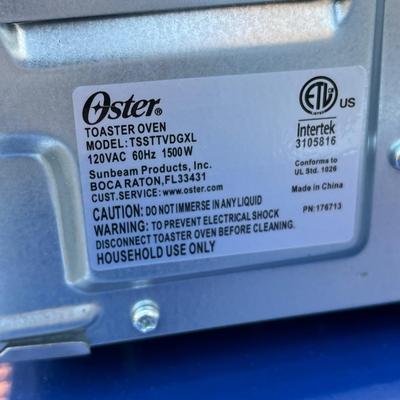 Oster
TOASTER OVEN
MODEL: TSSTTVDGXL
120VAC 60Hz 1500W
Sunbeam Products, Inc.
BOCA RATON, FL33431
CUST.SERVICE: www.oster.com
CAUTION: DO NOT IMMERSE IN ANY LIQUID
WARNING: TO PREVENT ELECTRICAL SHOCK
DISCONNECT TOASTER OVEN BEFORE CLEANING.
HOUSEHOLD USE ONLY
ETL US
Intertek
3105816
Conforms to
UL Std. 1026
Made in China
PN:176713